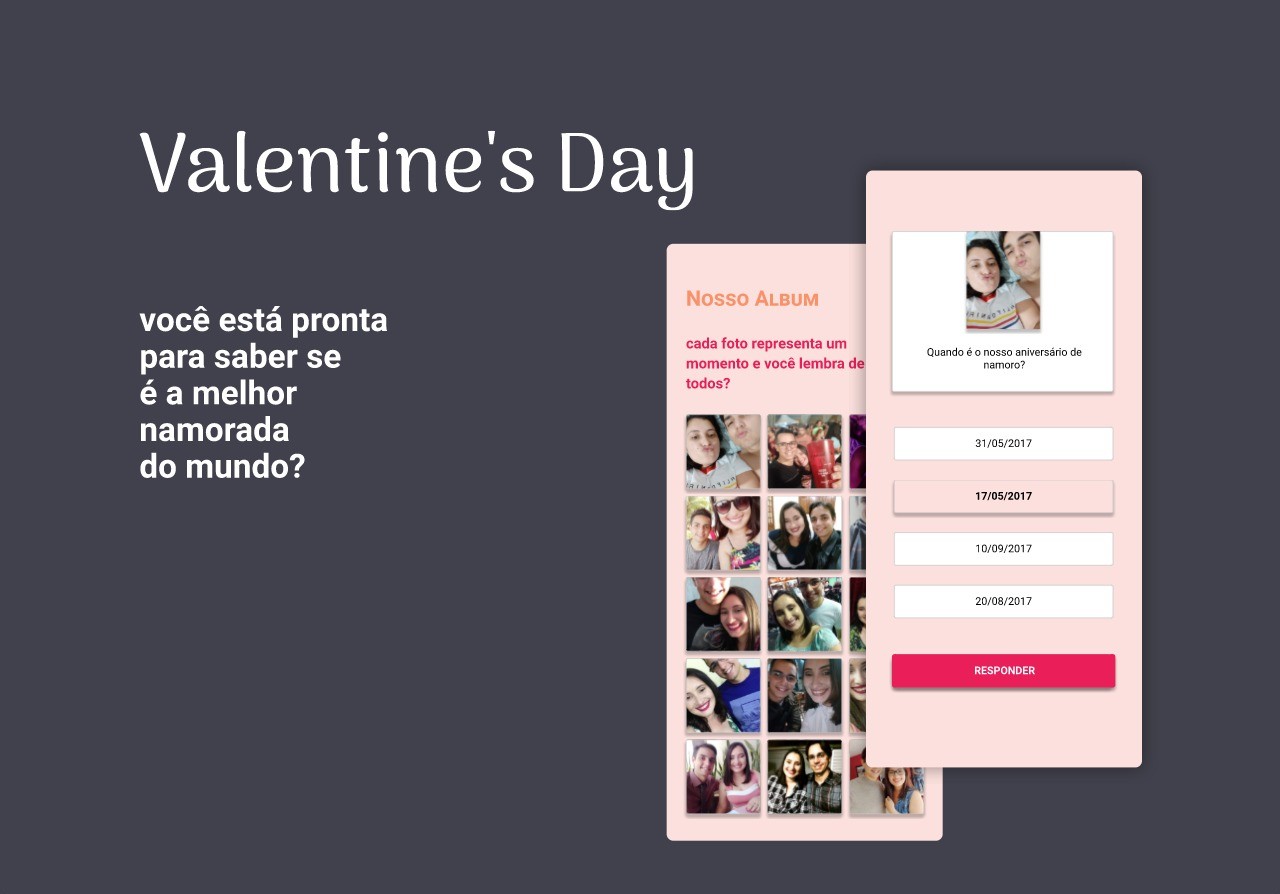 Valentine's Day
você está pronta
para saber se
é a melhor
namorada
do mundo?
Nosso Album
cada foto representa um
momento e você lembra de
todos?
Quando é o nosso aniversário de
namoro?
31/05/2017
17/05/2017
10/09/2017
20/08/2017
RESPONDER